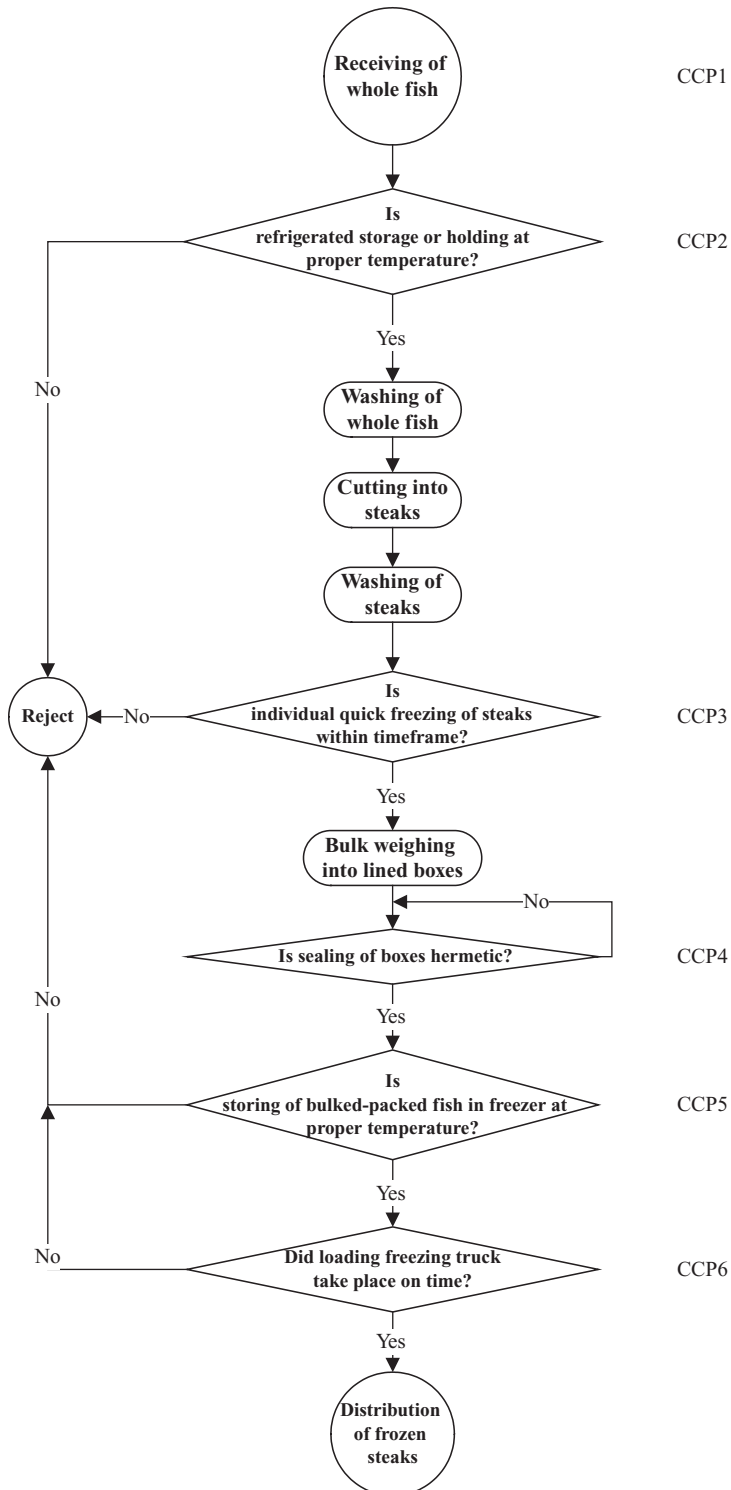 Receiving of
whole fish
CCP1
Is
refrigerated storage or holding at
proper temperature?
CCP2
Yes
No
Washing of
whole fish
Cutting into
steaks
Washing of
steaks
Reject
No
Is
individual quick freezing of steaks
within timeframe?
CCP3
Yes
Bulk weighing
into lined boxes
No
Is sealing of boxes hermetic?
CCP4
No
Yes
Is
storing of bulked-packed fish in freezer at
proper temperature?
CCP5
Yes
No
Did loading freezing truck
take place on time?
CCP6
Yes
Distribution
of frozen
steaks